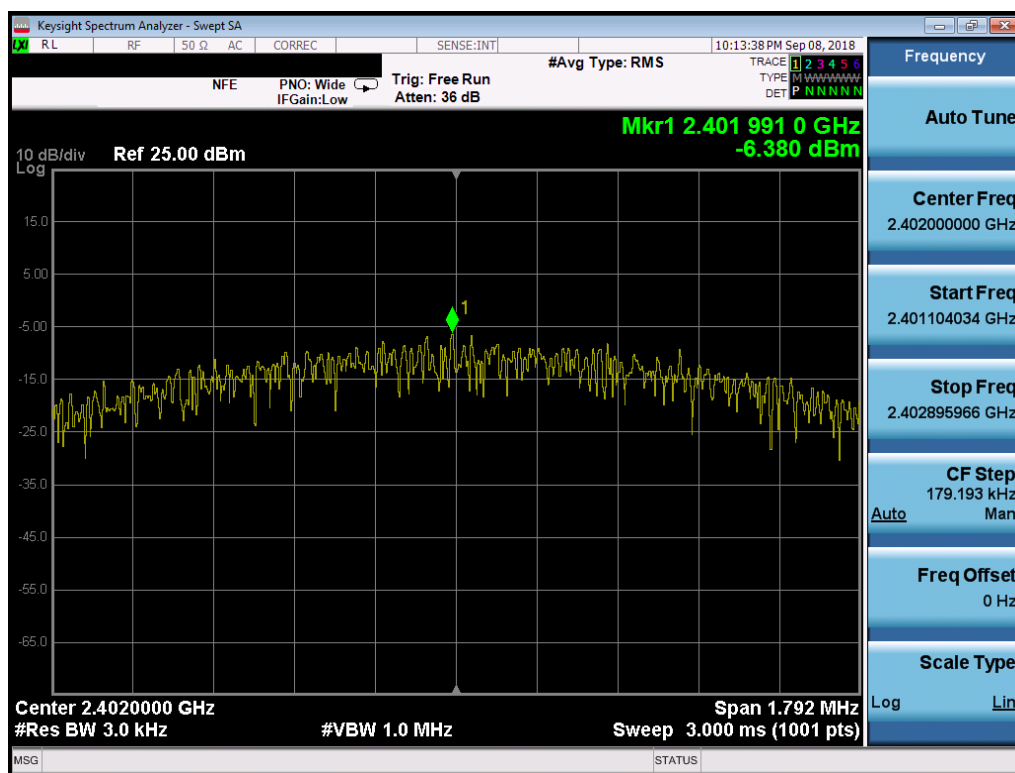 Keysight Spectrum Analyzer - Swept SA
LXI RL RF 50 Ω AC CORREC SENSE:INT 10:13:38 PM Sep 08, 2018
NFE PNO: Wide IFGain:Low
Trig: Free Run
Atten: 36 dB
#Avg Type: RMS
TRACE 1 2 3 4 5 6
TYPE M WWWWW
DET P N N N N N
Mkr1 2.401 991 0 GHz
-6.380 dBm
10 dB/div Ref 25.00 dBm
Log
15.0
5.00
-5.00
-15.0
-25.0
-35.0
-45.0
-55.0
-65.0
1
Center 2.4020000 GHz Span 1.792 MHz
#Res BW 3.0 kHz #VBW 1.0 MHz Sweep 3.000 ms (1001 pts)
MSG STATUS
Frequency
Auto Tune
Center Freq
2.402000000 GHz
Start Freq
2.401104034 GHz
Stop Freq
2.402895966 GHz
CF Step
179.193 kHz
Auto Man
Freq Offset
0 Hz
Scale Type
Log Lin